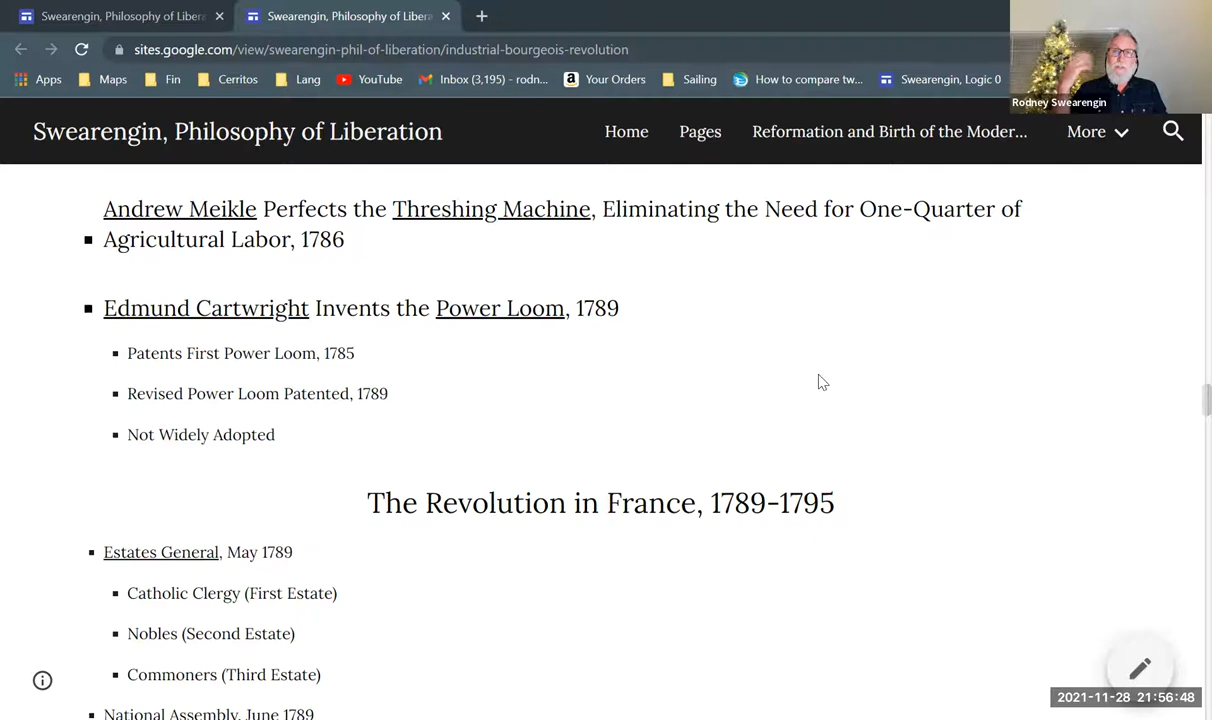 Swearengin, Philosophy of Libera
Swearengin, Philosophy of Libera
sites.google.com/view/swearengin-phil-of-liberation/industrial-bourgeois-revolution
Apps Maps Fin Cerritos Lang YouTube Inbox (3,195) - rodn... Your Orders Sailing How to compare tw... Swearengin, Logic 0
Rodney Swearengin
Swearengin, Philosophy of Liberation
Home Pages Reformation and Birth of the Moder... More
Andrew Meikle Perfects the Threshing Machine, Eliminating the Need for One-Quarter of
Agricultural Labor, 1786
Edmund Cartwright Invents the Power Loom, 1789
Patents First Power Loom, 1785
Revised Power Loom Patented, 1789
Not Widely Adopted
The Revolution in France, 1789-1795
Estates General, May 1789
Catholic Clergy (First Estate)
Nobles (Second Estate)
Commoners (Third Estate)
National Assembly, June 1789
2021-11-28 21:56:48